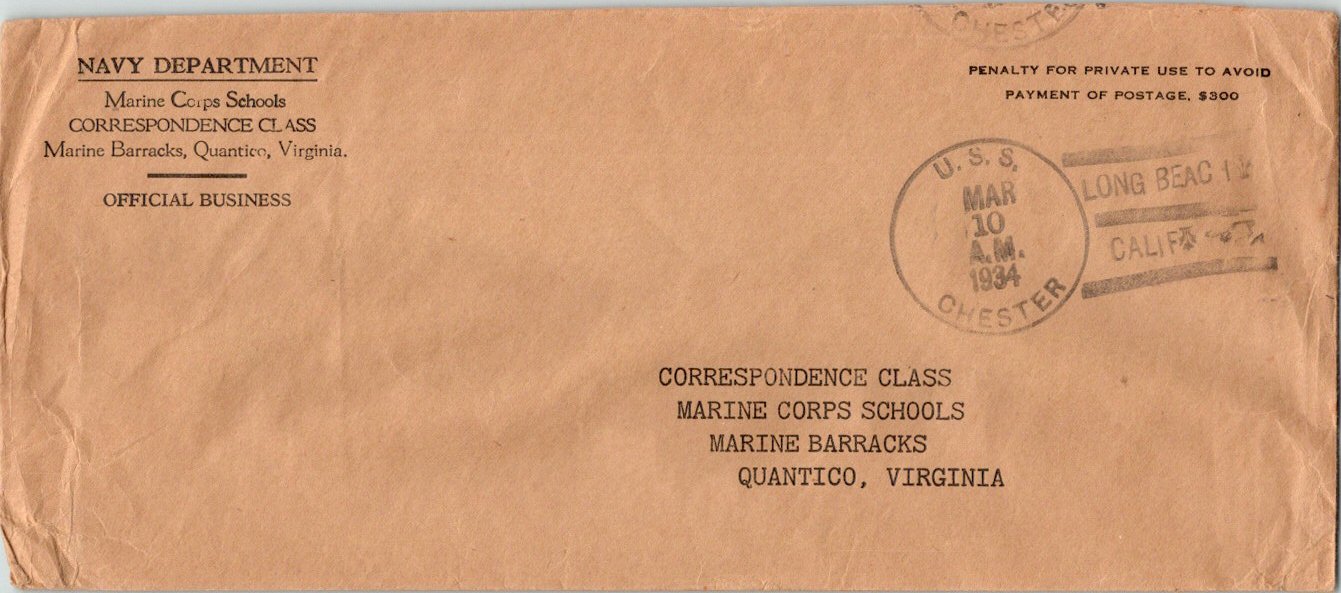 CHESTER
NAVY DEPARTMENT
Marine Corps Schools
CORRESPONDENCE CLASS
Marine Barracks, Quantico, Virginia.
OFFICIAL BUSINESS
PENALTY FOR PRIVATE USE TO AVOID
PAYMENT OF POSTAGE, $300
U.S.S.
MAR
10
A.M.
1934
CHESTER
LONG BEACH
CALIF
CORRESPONDENCE CLASS
MARINE CORPS SCHOOLS
MARINE BARRACKS
QUANTICO, VIRGINIA